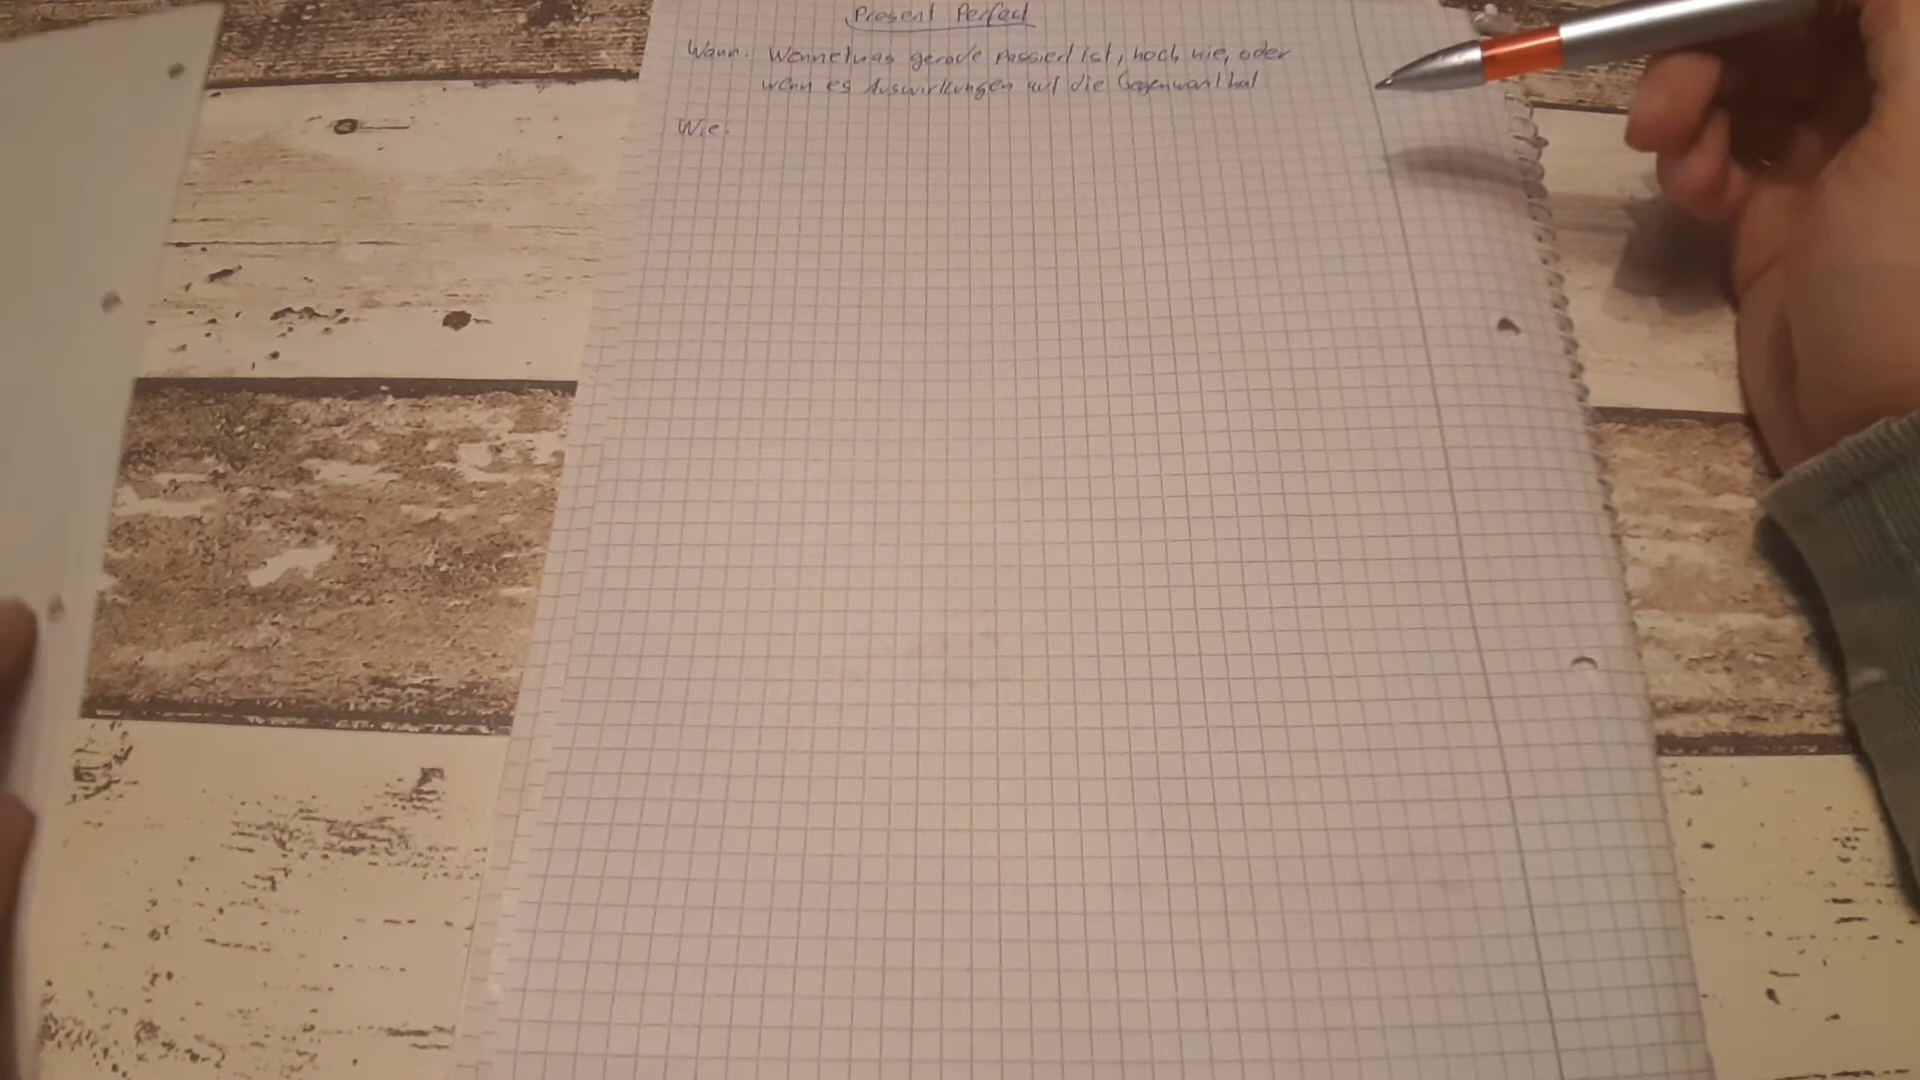 Present Perfect
Wann: Wenn etwas gerade passiert ist, noch nie, oder
wenn es Auswirkungen auf die Gegenwart hat
Wie: